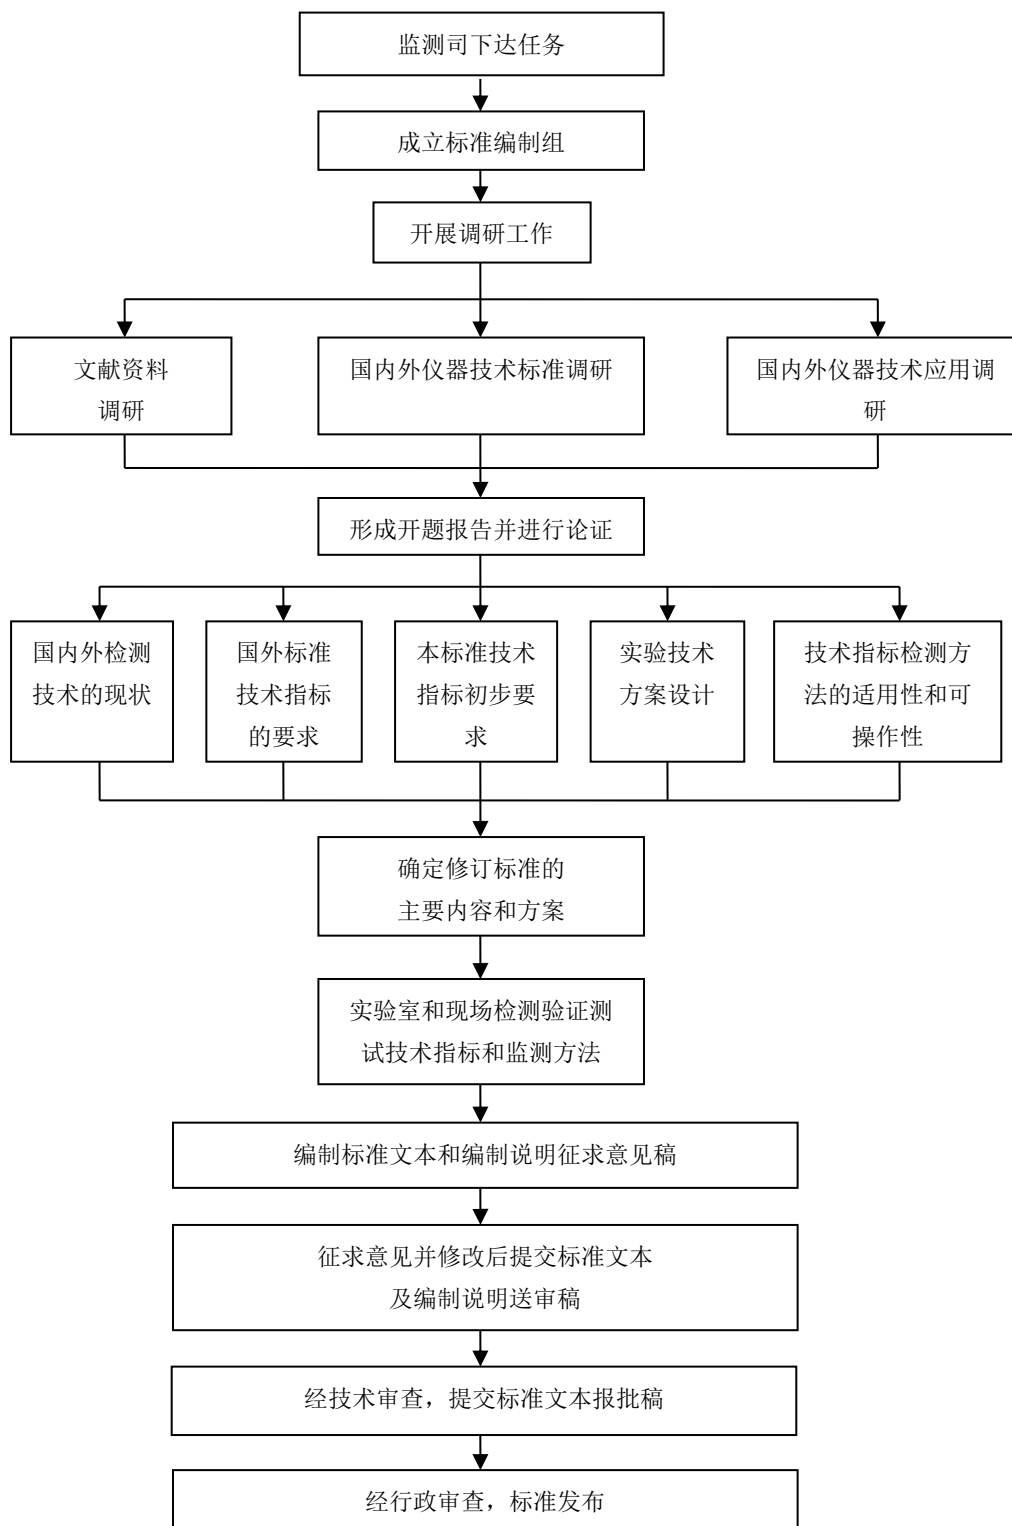 监测司下达任务
成立标准编制组
开展调研工作
文献资料
调研
国内外仪器技术标准调研
国内外仪器技术应用调
研
形成开题报告并进行论证
国内外检测
技术的现状
国外标准
技术指标
的要求
本标准技术
指标初步要
求
实验技术
方案设计
技术指标检测方
法的适用性和可
操作性
确定修订标准的
主要内容和方案
实验室和现场检测验证测
试技术指标和监测方法
编制标准文本和编制说明征求意见稿
征求意见并修改后提交标准文本
及编制说明送审稿
经技术审查，提交标准文本报批稿
经行政审查，标准发布